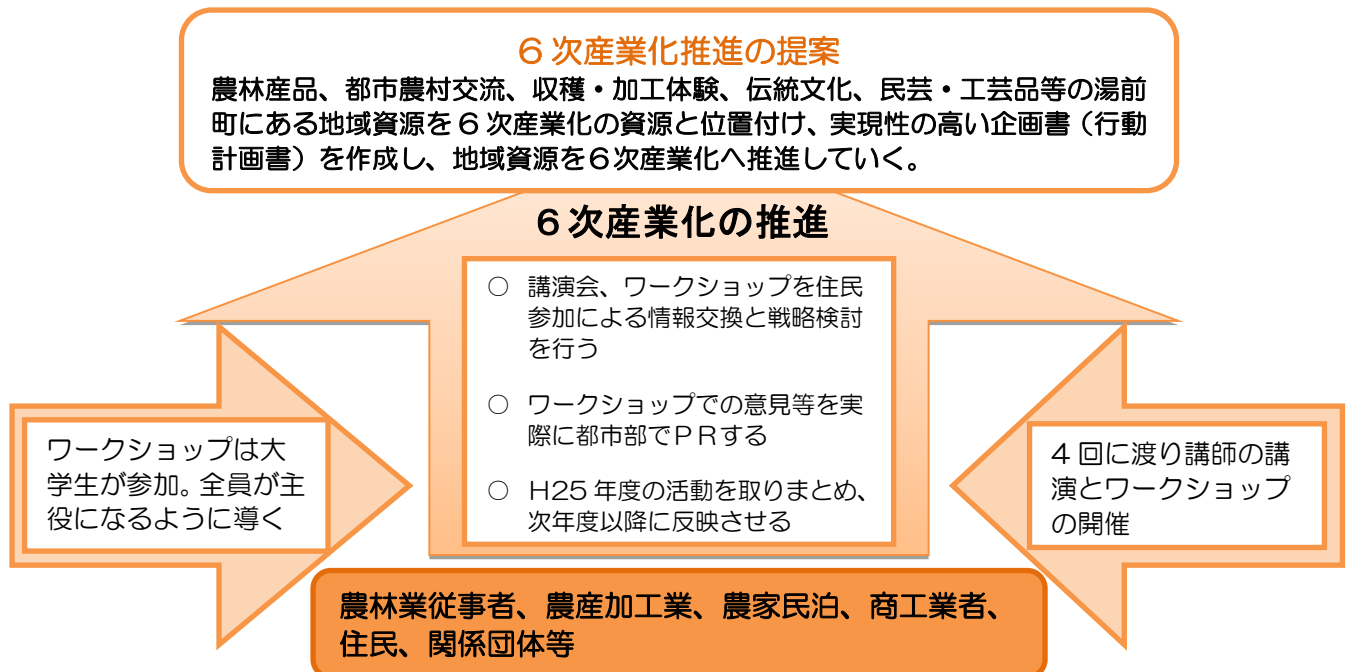 6次産業化推進の提案
農林産品、都市農村交流、収穫・加工体験、伝統文化、民芸・工芸品等の湯前
町にある地域資源を6次産業化の資源と位置付け、実現性の高い企画書（行動
計画書）を作成し、地域資源を6次産業化へ推進していく。
6次産業化の推進
○ 講演会、ワークショップを住民
参加による情報交換と戦略検討
を行う
○ ワークショップでの意見等を実
際に都市部でＰＲする
○ H25年度の活動を取りまとめ、
次年度以降に反映させる
ワークショップは大
学生が参加。全員が主
役になるように導く
4回に渡り講師の講
演とワークショップ
の開催
農林業従事者、農産加工業、農家民泊、商工業者、
住民、関係団体等